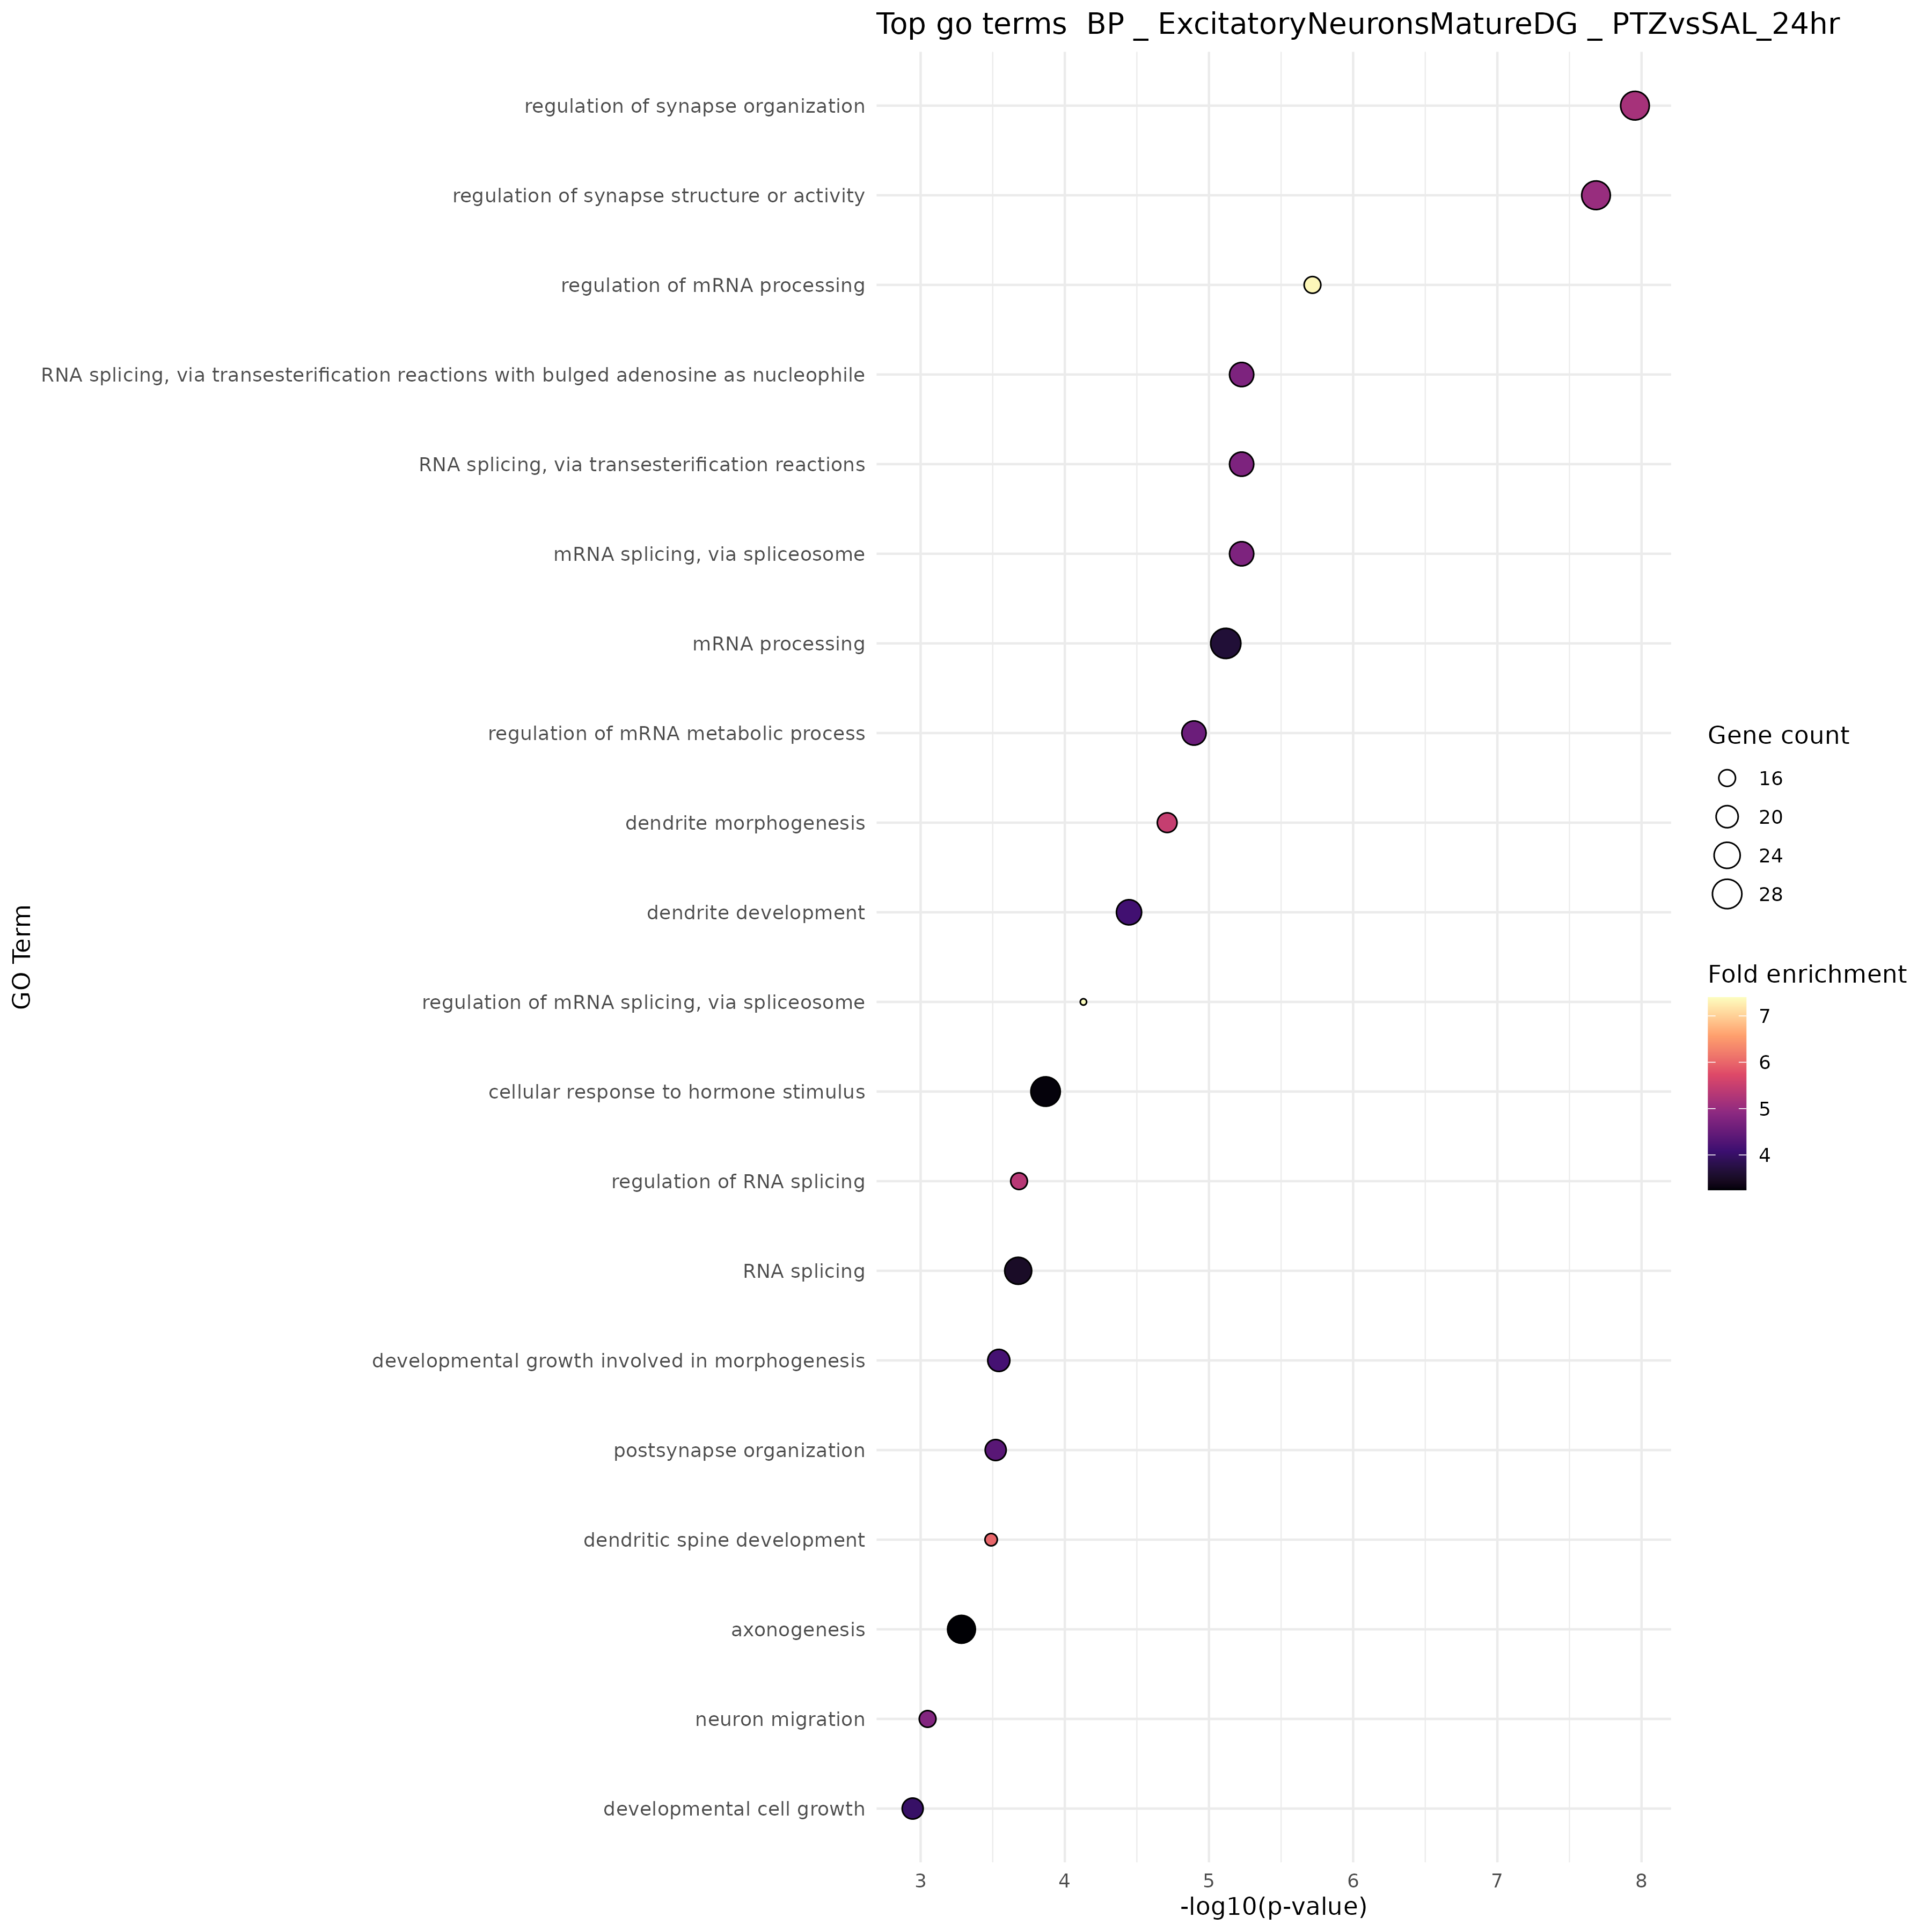 Top go terms  BP _ ExcitatoryNeuronsMatureDG _ PTZvsSAL_24hr
regulation of synapse organization
regulation of synapse structure or activity
regulation of mRNA processing
RNA splicing, via transesterification reactions with bulged adenosine as nucleophile
RNA splicing, via transesterification reactions
mRNA splicing, via spliceosome
mRNA processing
regulation of mRNA metabolic process
dendrite morphogenesis
dendrite development
regulation of mRNA splicing, via spliceosome
cellular response to hormone stimulus
regulation of RNA splicing
RNA splicing
developmental growth involved in morphogenesis
postsynapse organization
dendritic spine development
axonogenesis
neuron migration
developmental cell growth
GO Term
3 4 5 6 7 8
-log10(p-value)
Gene count
16
20
24
28
Fold enrichment
7
6
5
4